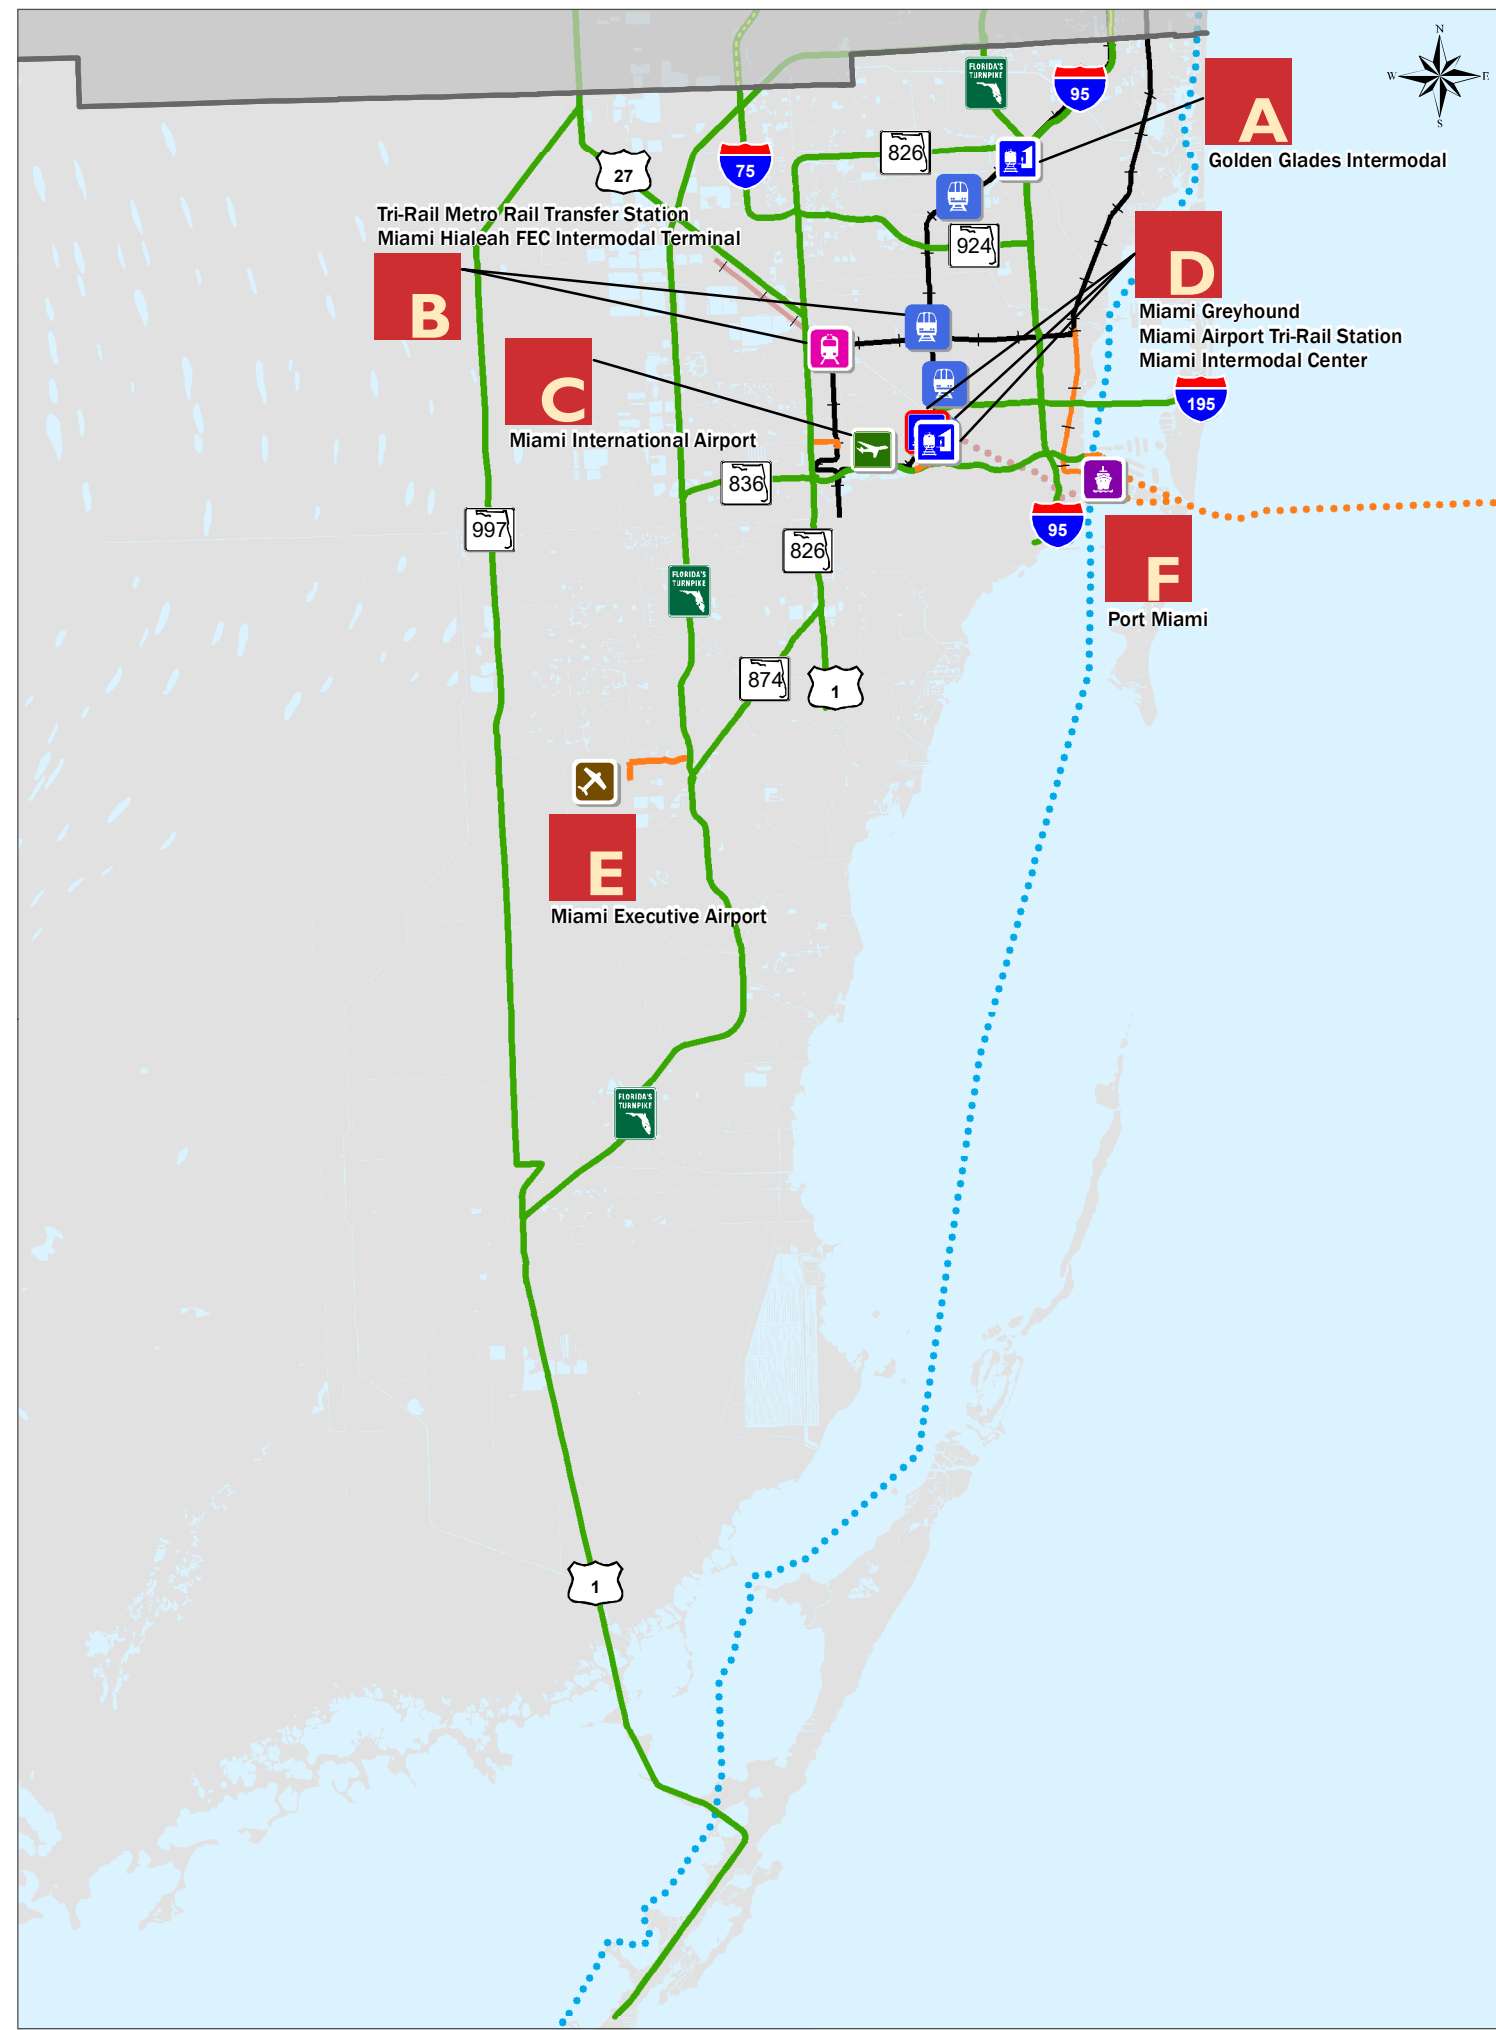 N
W E
S
FLORIDA'S
TURNPIKE
95
A
Golden Glades Intermodal
826
27
75
Tri-Rail Metro Rail Transfer Station
Miami Hialeah FEC Intermodal Terminal
924
B
D
Miami Greyhound
Miami Airport Tri-Rail Station
Miami Intermodal Center
C
195
Miami International Airport
836
997
95
826
F
Port Miami
FLORIDA'S
TURNPIKE
874
1
E
Miami Executive Airport
FLORIDA'S
TURNPIKE
1